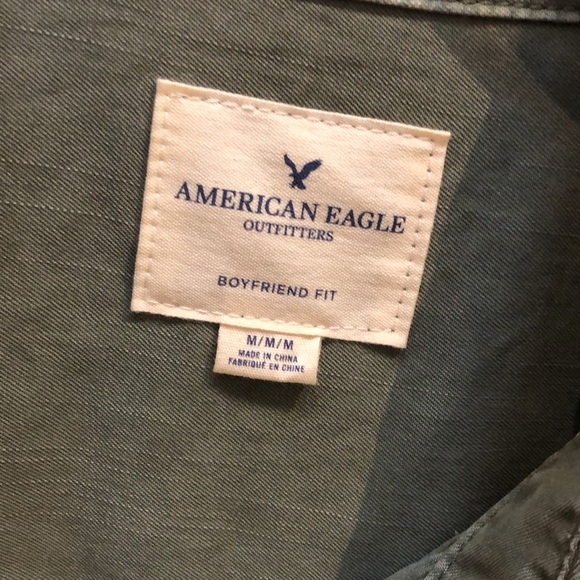 AMERICAN EAGLE
OUTFITTERS
BOYFRIEND FIT
M/M/M
MADE IN CHINA
FABRIQUÉ EN CHINE